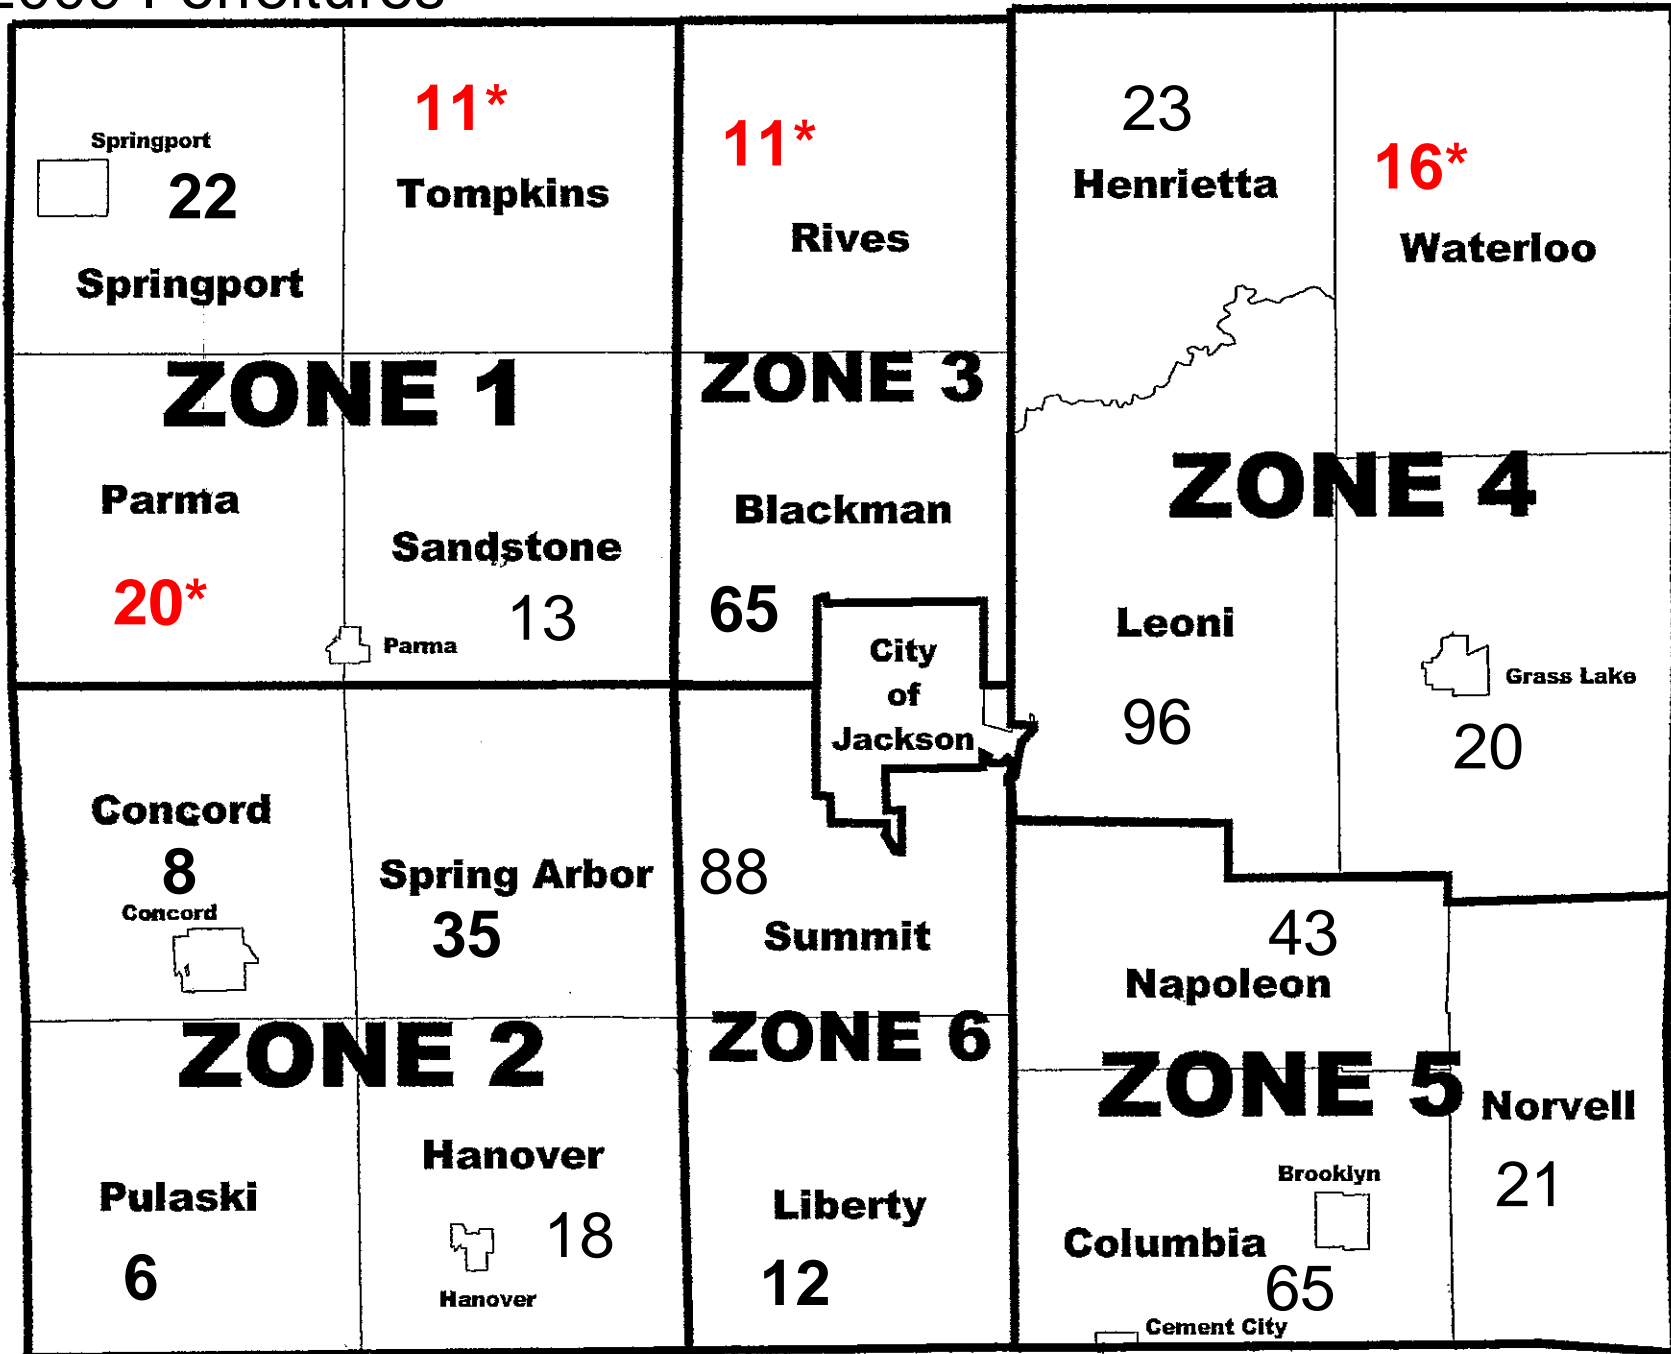 11*
11*
23
16*
Springport
22
Tompkins
Rives
Henrietta
Waterloo
Springport
ZONE 1
ZONE 3
ZONE 4
Parma
Sandstone
Blackman
20*
13
65
Leoni
Parma
City
of
Jackson
Grass Lake
96
20
Concord
8
Concord
Spring Arbor
35
88
Summit
43
Napoleon
ZONE 2
ZONE 6
ZONE 5
Norvell
21
Pulaski
6
Hanover
18
Hanover
Liberty
12
Brooklyn
Columbia
65
Cement City